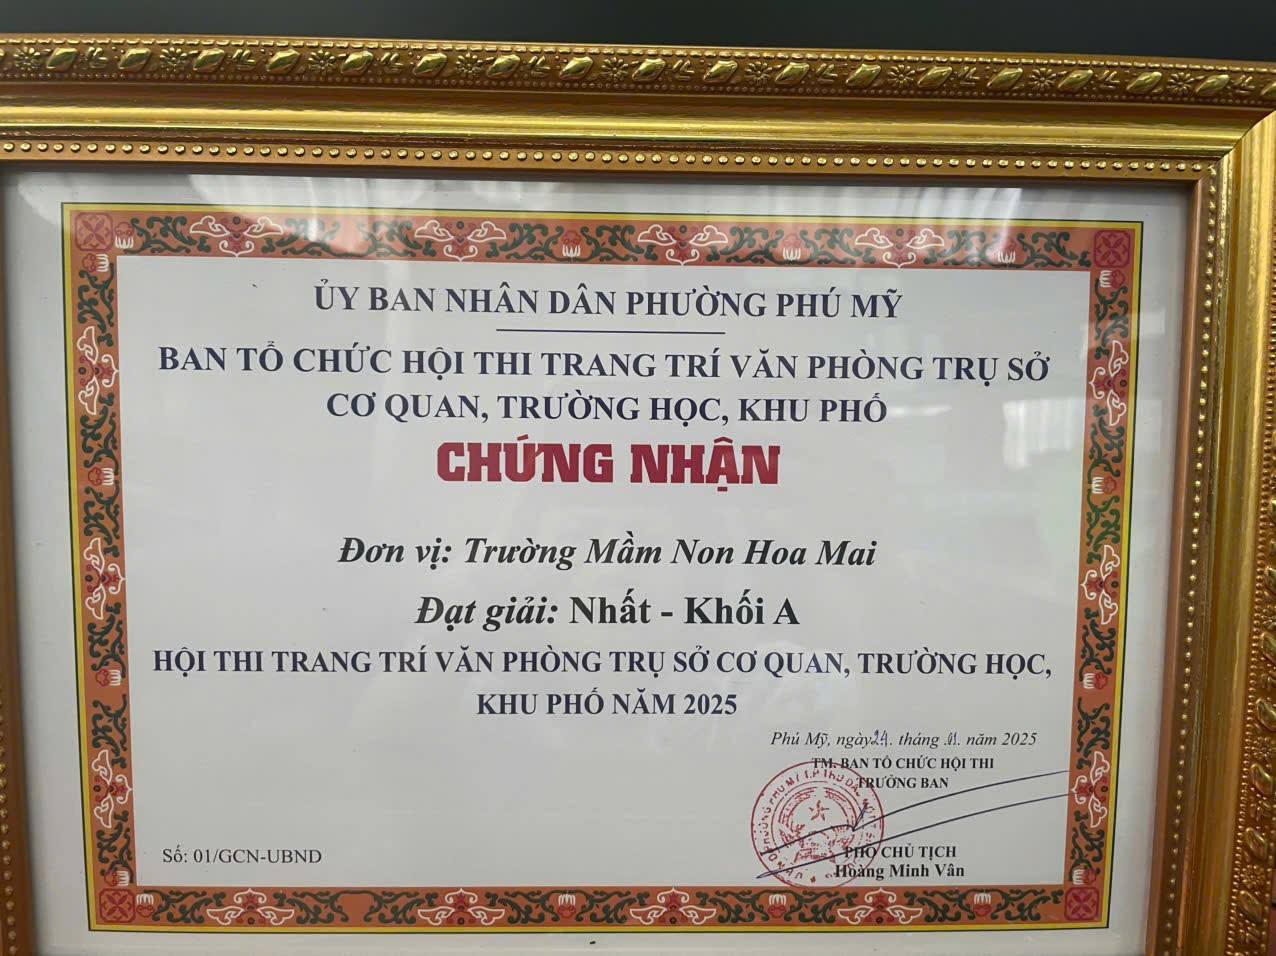 ỦY BAN NHÂN DÂN PHƯỜNG PHÚ MỸ
BAN TỔ CHỨC HỘI THI TRANG TRÍ VĂN PHÒNG TRỤ SỞ
CƠ QUAN, TRƯỜNG HỌC, KHU PHỐ
CHỨNG NHẬN
Đơn vị: Trường Mầm Non Hoa Mai
Đạt giải: Nhất - Khối A
HỘI THI TRANG TRÍ VĂN PHÒNG TRỤ SỞ CƠ QUAN, TRƯỜNG HỌC,
KHU PHỐ NĂM 2025
Phú Mỹ, ngày 24. tháng .01. năm 2025
TM. BAN TỔ CHỨC HỘI THI
TRƯỞNG BAN
PHÓ CHỦ TỊCH
Hoàng Minh Vân
Số: 01/GCN-UBND